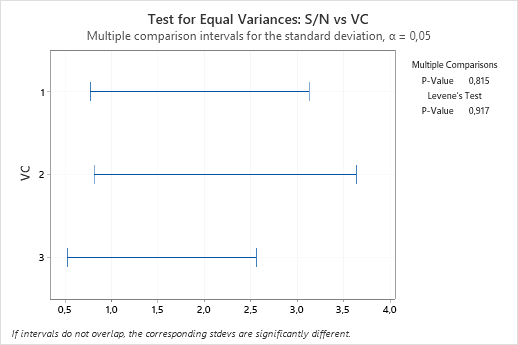 Test for Equal Variances: S/N vs VC
Multiple comparison intervals for the standard deviation, α = 0,05
Multiple Comparisons
P-Value 0,815
Levene's Test
P-Value 0,917
VC
1
2
3
0,5 1,0 1,5 2,0 2,5 3,0 3,5 4,0
If intervals do not overlap, the corresponding stdevs are significantly different.